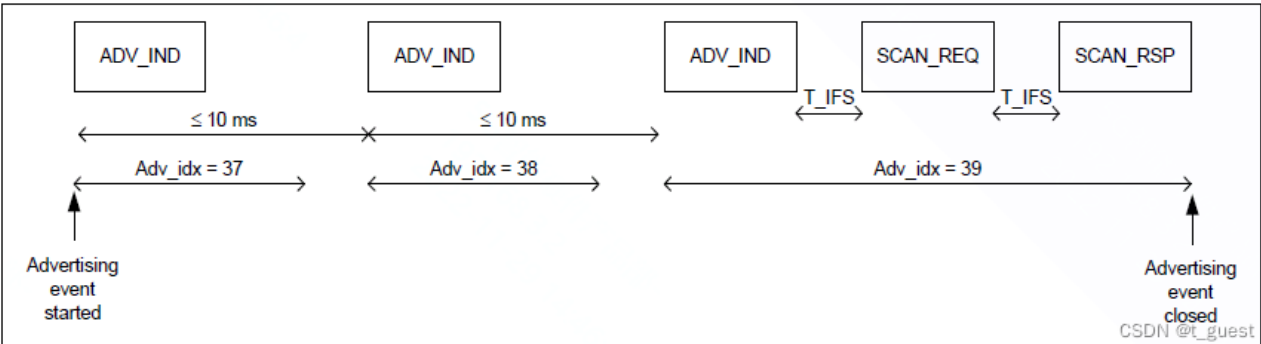 ADV_IND ADV_IND ADV_IND SCAN_REQ SCAN_RSP
T_IFS T_IFS
≤ 10 ms ≤ 10 ms
Adv_idx = 37 Adv_idx = 38 Adv_idx = 39
Advertising
event
started
Advertising
event
closed
CSDN @t_guest